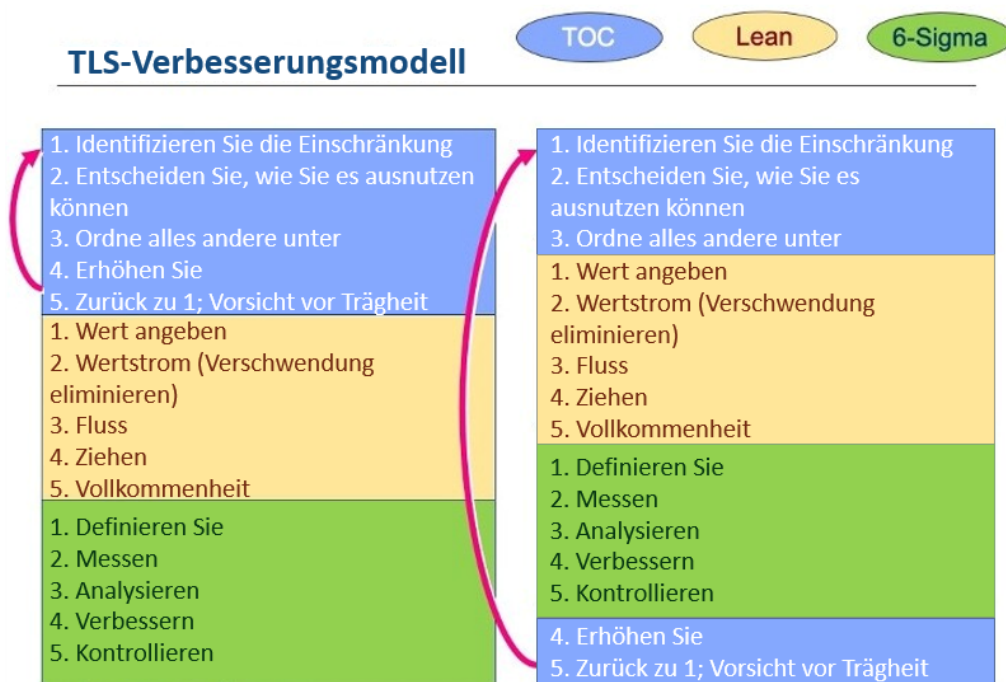 TLS-Verbesserungsmodell
TOC
Lean
6-Sigma
1. Identifizieren Sie die Einschränkung
2. Entscheiden Sie, wie Sie es ausnutzen
können
3. Ordne alles andere unter
4. Erhöhen Sie
5. Zurück zu 1; Vorsicht vor Trägheit
1. Wert angeben
2. Wertstrom (Verschwendung
eliminieren)
3. Fluss
4. Ziehen
5. Vollkommenheit
1. Definieren Sie
2. Messen
3. Analysieren
4. Verbessern
5. Kontrollieren
1. Identifizieren Sie die Einschränkung
2. Entscheiden Sie, wie Sie es
ausnutzen können
3. Ordne alles andere unter
1. Wert angeben
2. Wertstrom (Verschwendung
eliminieren)
3. Fluss
4. Ziehen
5. Vollkommenheit
1. Definieren Sie
2. Messen
3. Analysieren
4. Verbessern
5. Kontrollieren
4. Erhöhen Sie
5. Zurück zu 1; Vorsicht vor Trägheit